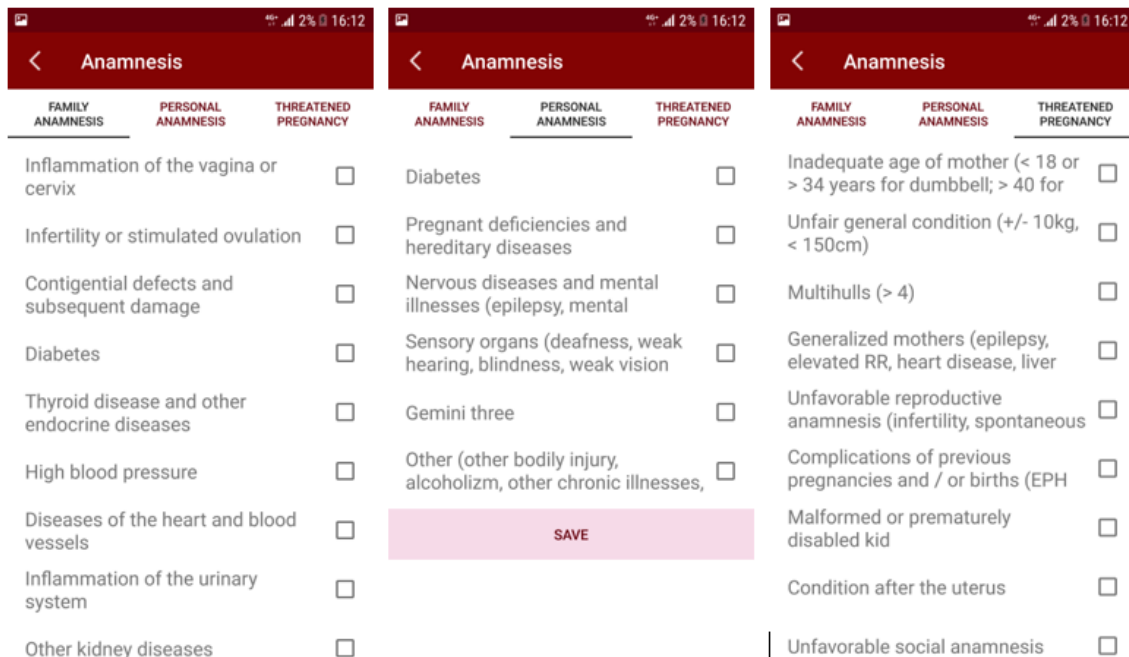 2% 16:12
Anamnesis
FAMILY ANAMNESIS
PERSONAL ANAMNESIS
THREATENED PREGNANCY
Inflammation of the vagina or
cervix
Infertility or stimulated ovulation
Contigential defects and
subsequent damage
Diabetes
Thyroid disease and other
endocrine diseases
High blood pressure
Diseases of the heart and blood
vessels
Inflammation of the urinary
system
Other kidney diseases
2% 16:12
Anamnesis
FAMILY ANAMNESIS
PERSONAL ANAMNESIS
THREATENED PREGNANCY
Diabetes
Pregnant deficiencies and
hereditary diseases
Nervous diseases and mental
illnesses (epilepsy, mental
Sensory organs (deafness, weak
hearing, blindness, weak vision
Gemini three
Other (other bodily injury,
alcoholizm, other chronic illnesses,
SAVE
2% 16:12
Anamnesis
FAMILY ANAMNESIS
PERSONAL ANAMNESIS
THREATENED PREGNANCY
Inadequate age of mother (< 18 or
> 34 years for dumbbell; > 40 for
Unfair general condition (+/- 10kg,
< 150cm)
Multihulls (> 4)
Generalized mothers (epilepsy,
elevated RR, heart disease, liver
Unfavorable reproductive
anamnesis (infertility, spontaneous
Complications of previous
pregnancies and / or births (EPH
Malformed or prematurely
disabled kid
Condition after the uterus
Unfavorable social anamnesis